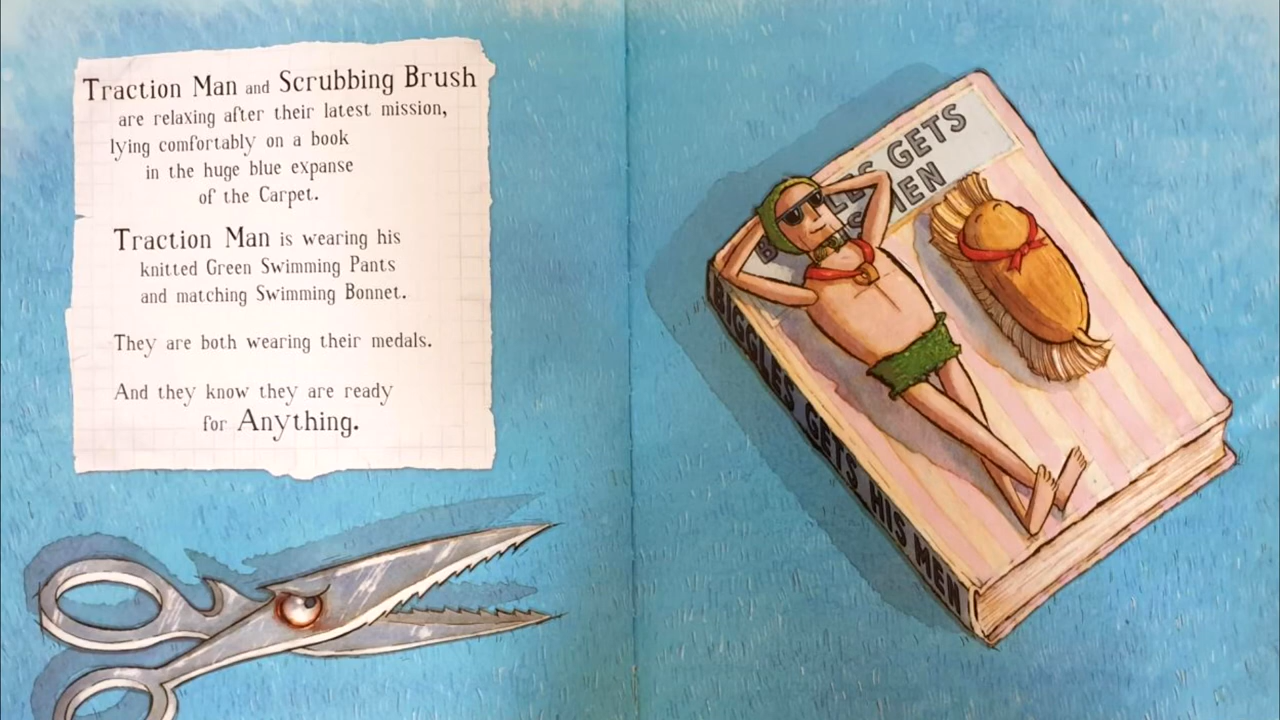 Traction Man and Scrubbing Brush
are relaxing after their latest mission,
lying comfortably on a book
in the huge blue expanse
of the Carpet.
Traction Man is wearing his
knitted Green Swimming Pants
and matching Swimming Bonnet.
They are both wearing their medals.
And they know they are ready
for Anything.
GETS
MEN
BIGGLES GETS HIS MEN